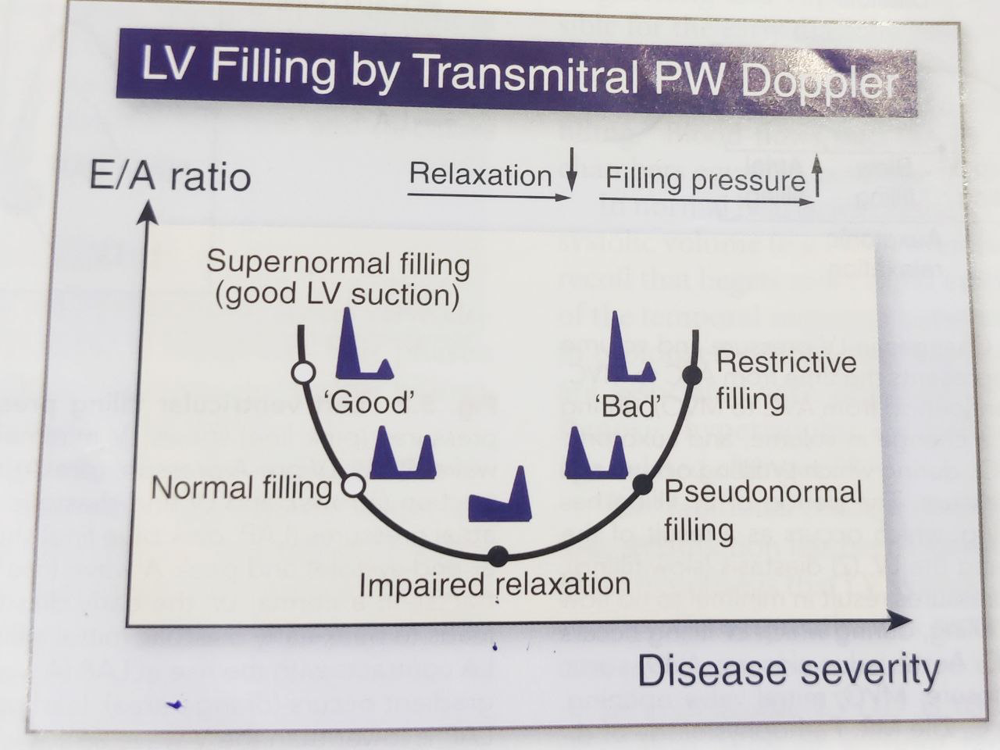 LV Filling by Transmitral PW Doppler
E/A ratio
Relaxation
Filling pressure
Supernormal filling
(good LV suction)
'Good'
'Bad'
Restrictive
filling
Normal filling
Pseudonormal
filling
Impaired relaxation
Disease severity